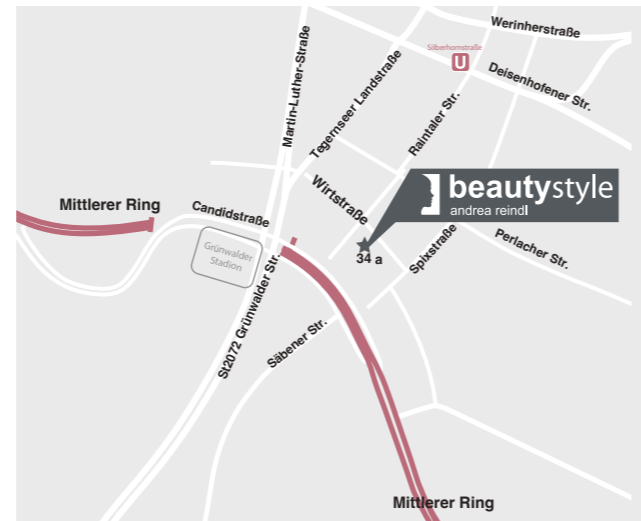 Werinherstraße
Silberhornstraße
U
Deisenhofener Str.
Martin-Luther-Straße
Tegernseer Landstraße
Raintaler Str.
beautystyle
andrea reindl
Wirtstraße
Mittlerer Ring
Candidstraße
Grünwalder
Stadion
34 a
Spixstraße
Perlacher Str.
St2072 Grünwalder Str.
Säbener Str.
Mittlerer Ring